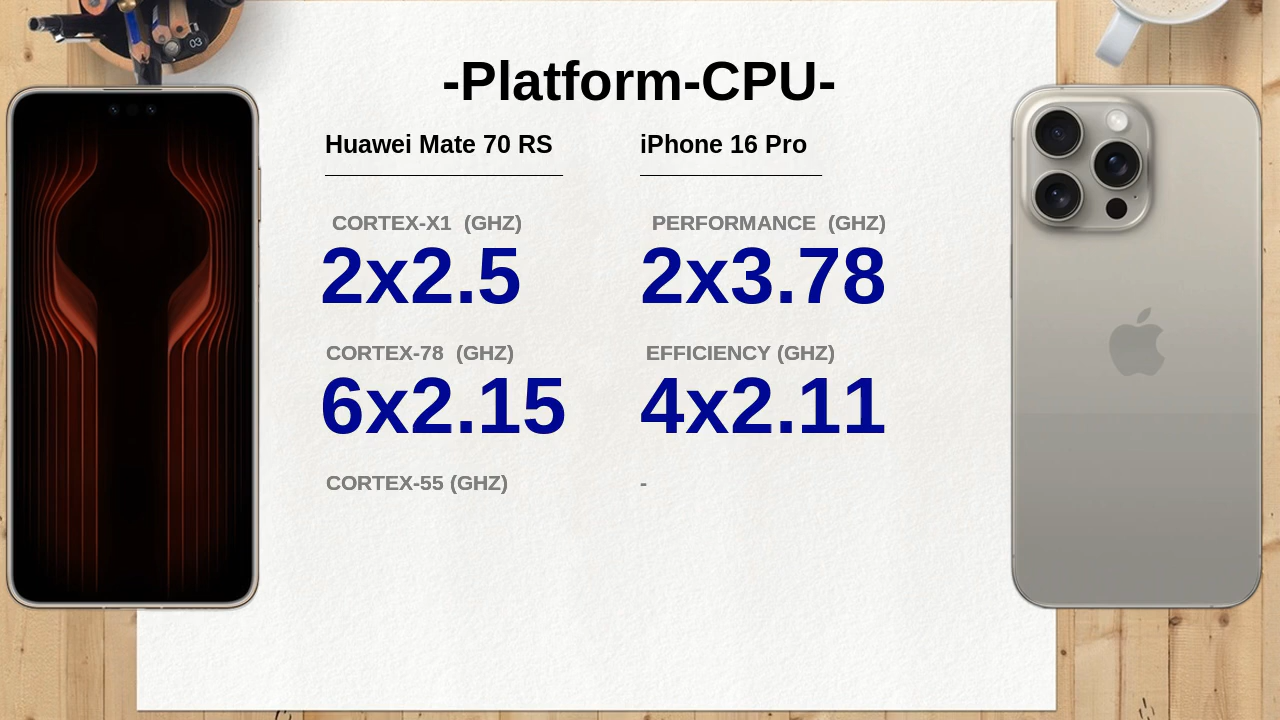 -Platform-CPU-
Huawei Mate 70 RS
iPhone 16 Pro
CORTEX-X1 (GHZ)
PERFORMANCE (GHZ)
2x2.5
2x3.78
CORTEX-78 (GHZ)
EFFICIENCY (GHZ)
6x2.15
4x2.11
CORTEX-55 (GHZ)
-
03